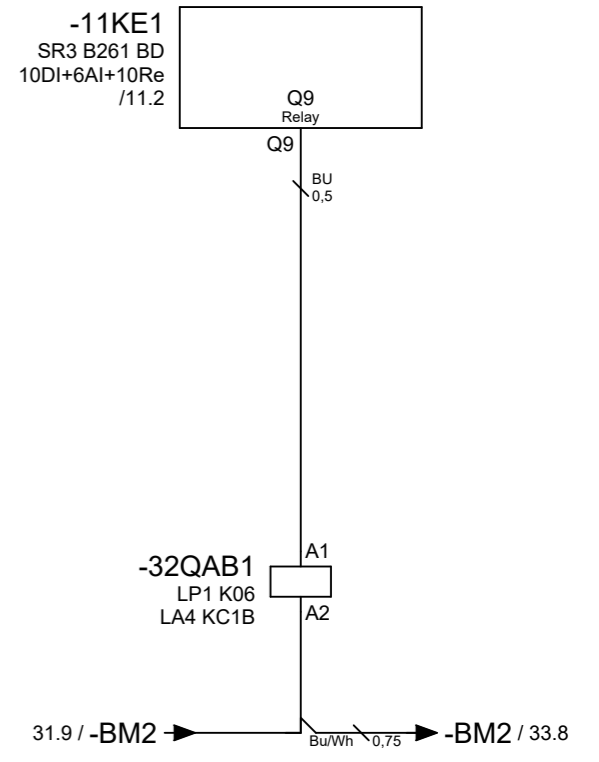 -11KE1
SR3 B261 BD
10DI+6AI+10Re
/11.2
Q9
Relay
Q9
BU
0,5
A1
-32QAB1
LP1 K06
LA4 KC1B
A2
31.9 / -BM2
Bu/Wh 0,75
-BM2 / 33.8